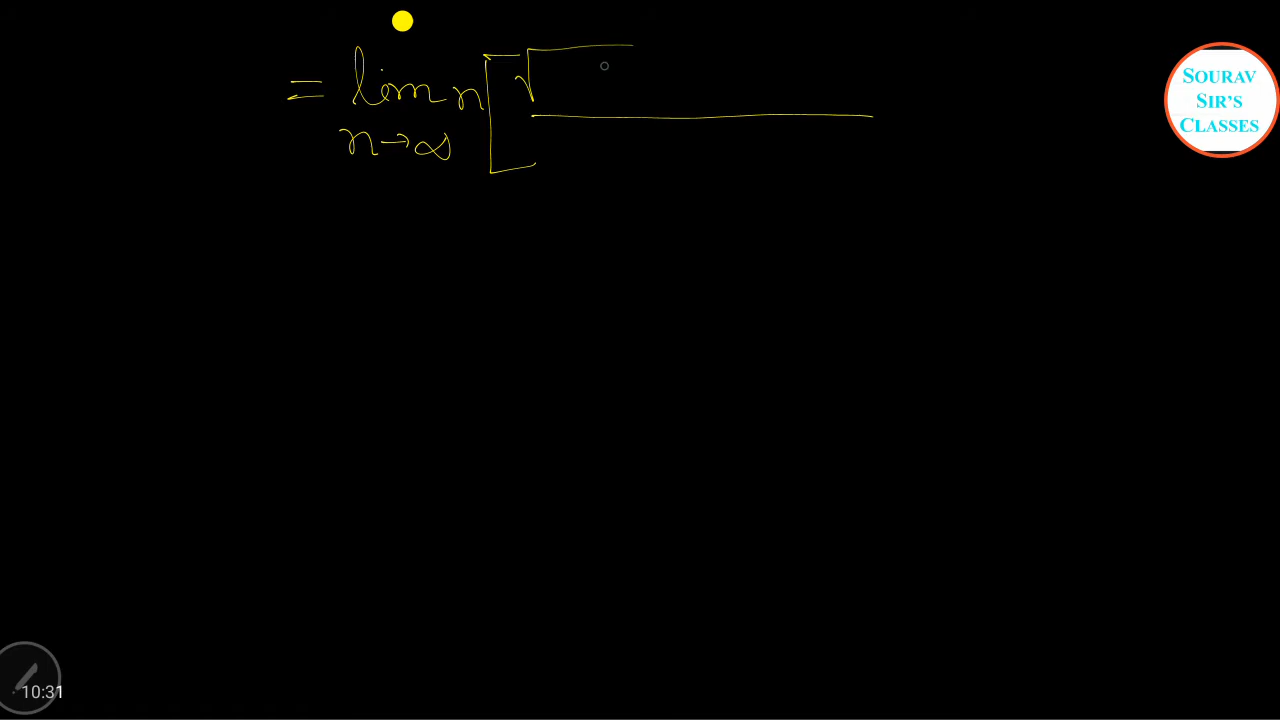 = lim n [ √
n→∞
SOURAV
SIR'S
CLASSES
10:31